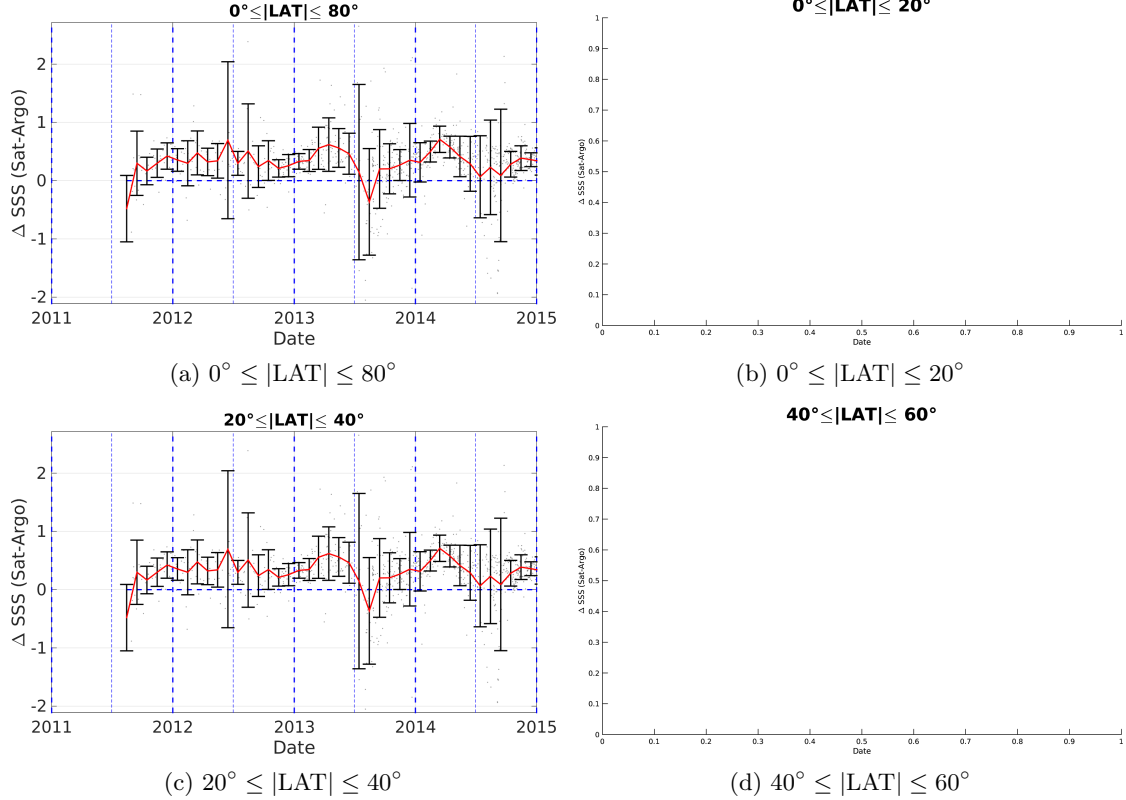 0°≤|LAT|≤ 80°
Δ SSS (Sat-Argo)
2
1
0
-1
-2
2011 2012 2013 2014 2015
Date
(a) 0° ≤ |LAT| ≤ 80°
0°≤|LAT|≤ 20°
Δ SSS (Sat-Argo)
1
0.9
0.8
0.7
0.6
0.5
0.4
0.3
0.2
0.1
0
0 0.1 0.2 0.3 0.4 0.5 0.6 0.7 0.8 0.9 1
Date
(b) 0° ≤ |LAT| ≤ 20°
20°≤|LAT|≤ 40°
Δ SSS (Sat-Argo)
2
1
0
-1
-2
2011 2012 2013 2014 2015
Date
(c) 20° ≤ |LAT| ≤ 40°
40°≤|LAT|≤ 60°
Δ SSS (Sat-Argo)
1
0.9
0.8
0.7
0.6
0.5
0.4
0.3
0.2
0.1
0
0 0.1 0.2 0.3 0.4 0.5 0.6 0.7 0.8 0.9 1
Date
(d) 40° ≤ |LAT| ≤ 60°